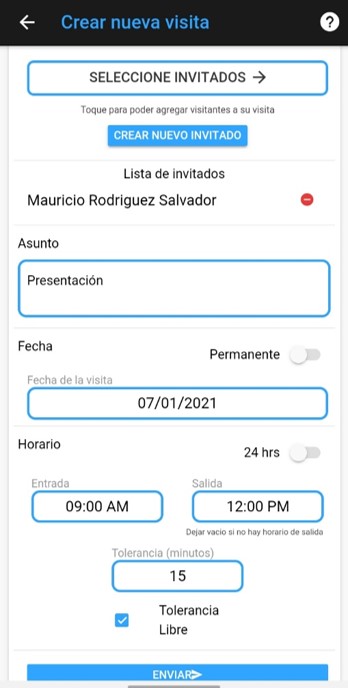 Crear nueva visita ?
SELECCIONE INVITADOS →
Toque para poder agregar visitantes a su visita
CREAR NUEVO INVITADO
Lista de invitados
Mauricio Rodriguez Salvador
Asunto
Presentación
Fecha
Permanente
Fecha de la visita
07/01/2021
Horario
24 hrs
Entrada Salida
09:00 AM 12:00 PM
Dejar vacio si no hay horario de salida
Tolerancia (minutos)
15
Tolerancia
Libre
ENVIAR